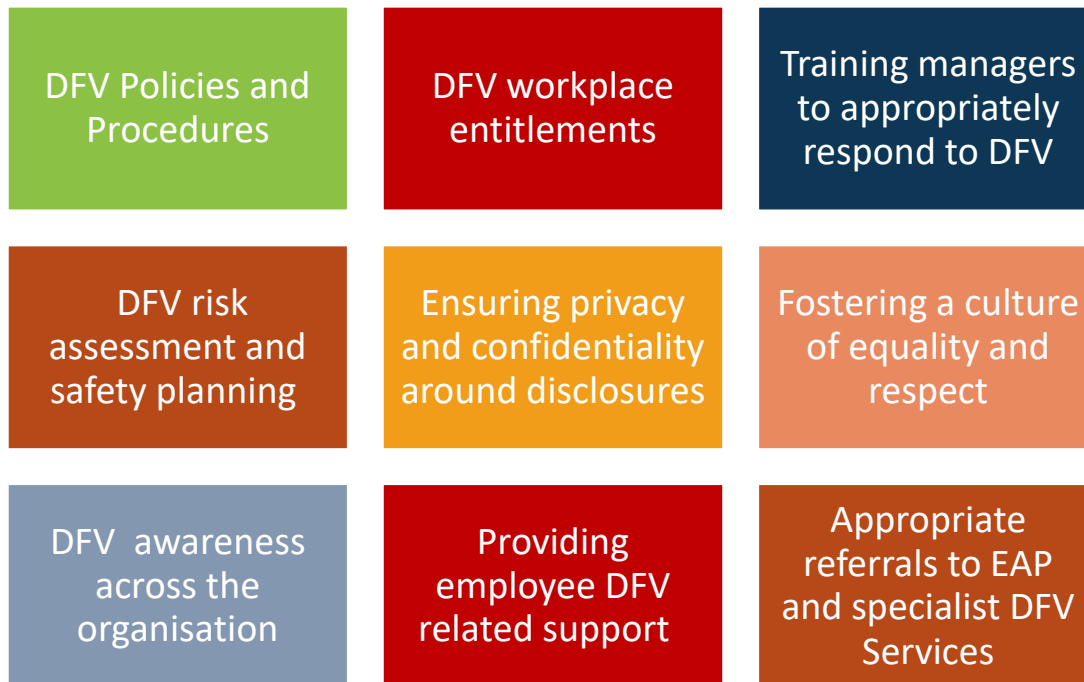 DFV Policies and
Procedures
DFV workplace
entitlements
Training managers
to appropriately
respond to DFV
DFV risk
assessment and
safety planning
Ensuring privacy
and confidentiality
around disclosures
Fostering a culture
of equality and
respect
DFV  awareness
across the
organisation
Providing
employee DFV
related support
Appropriate
referrals to EAP
and specialist DFV
Services